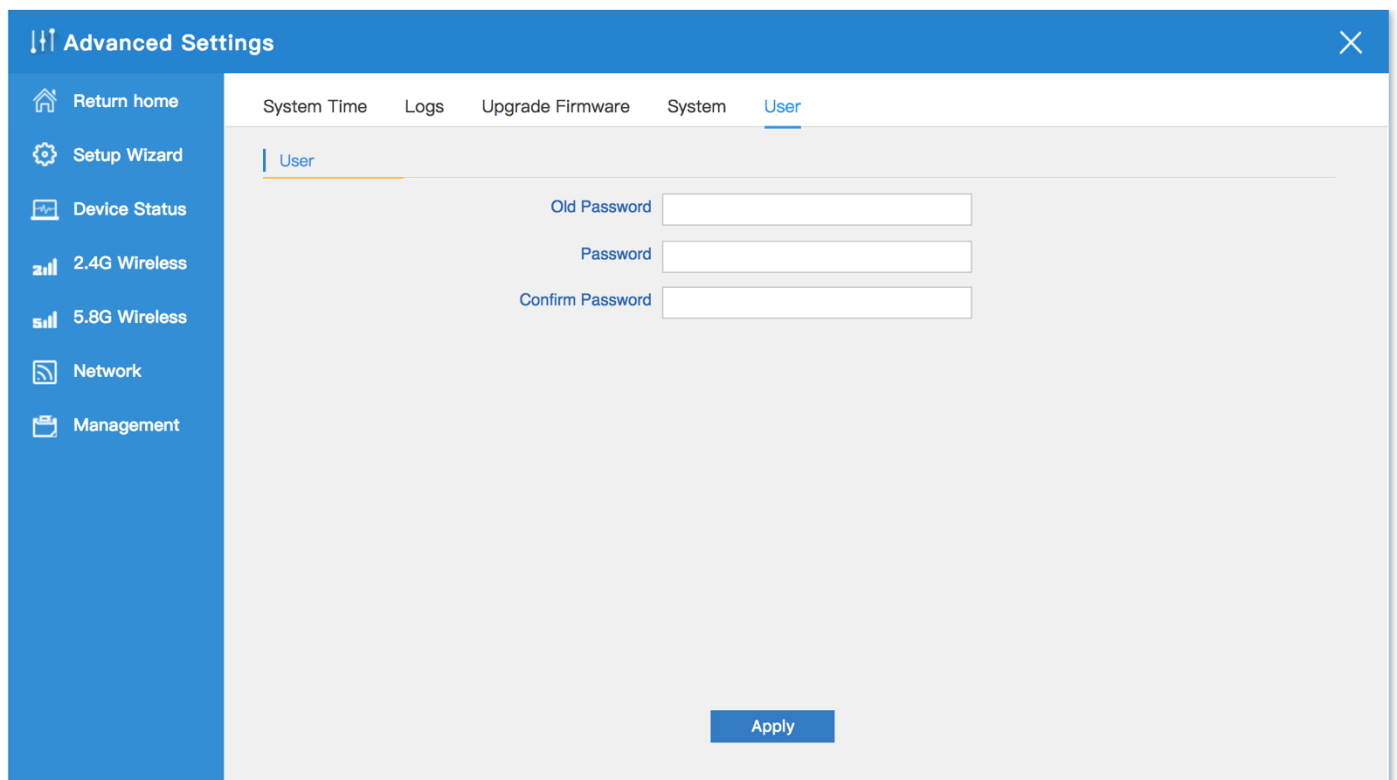 Advanced Settings
Return home
Setup Wizard
Device Status
2.4G Wireless
5.8G Wireless
Network
Management
System Time Logs Upgrade Firmware System User
User
Old Password
Password
Confirm Password
Apply